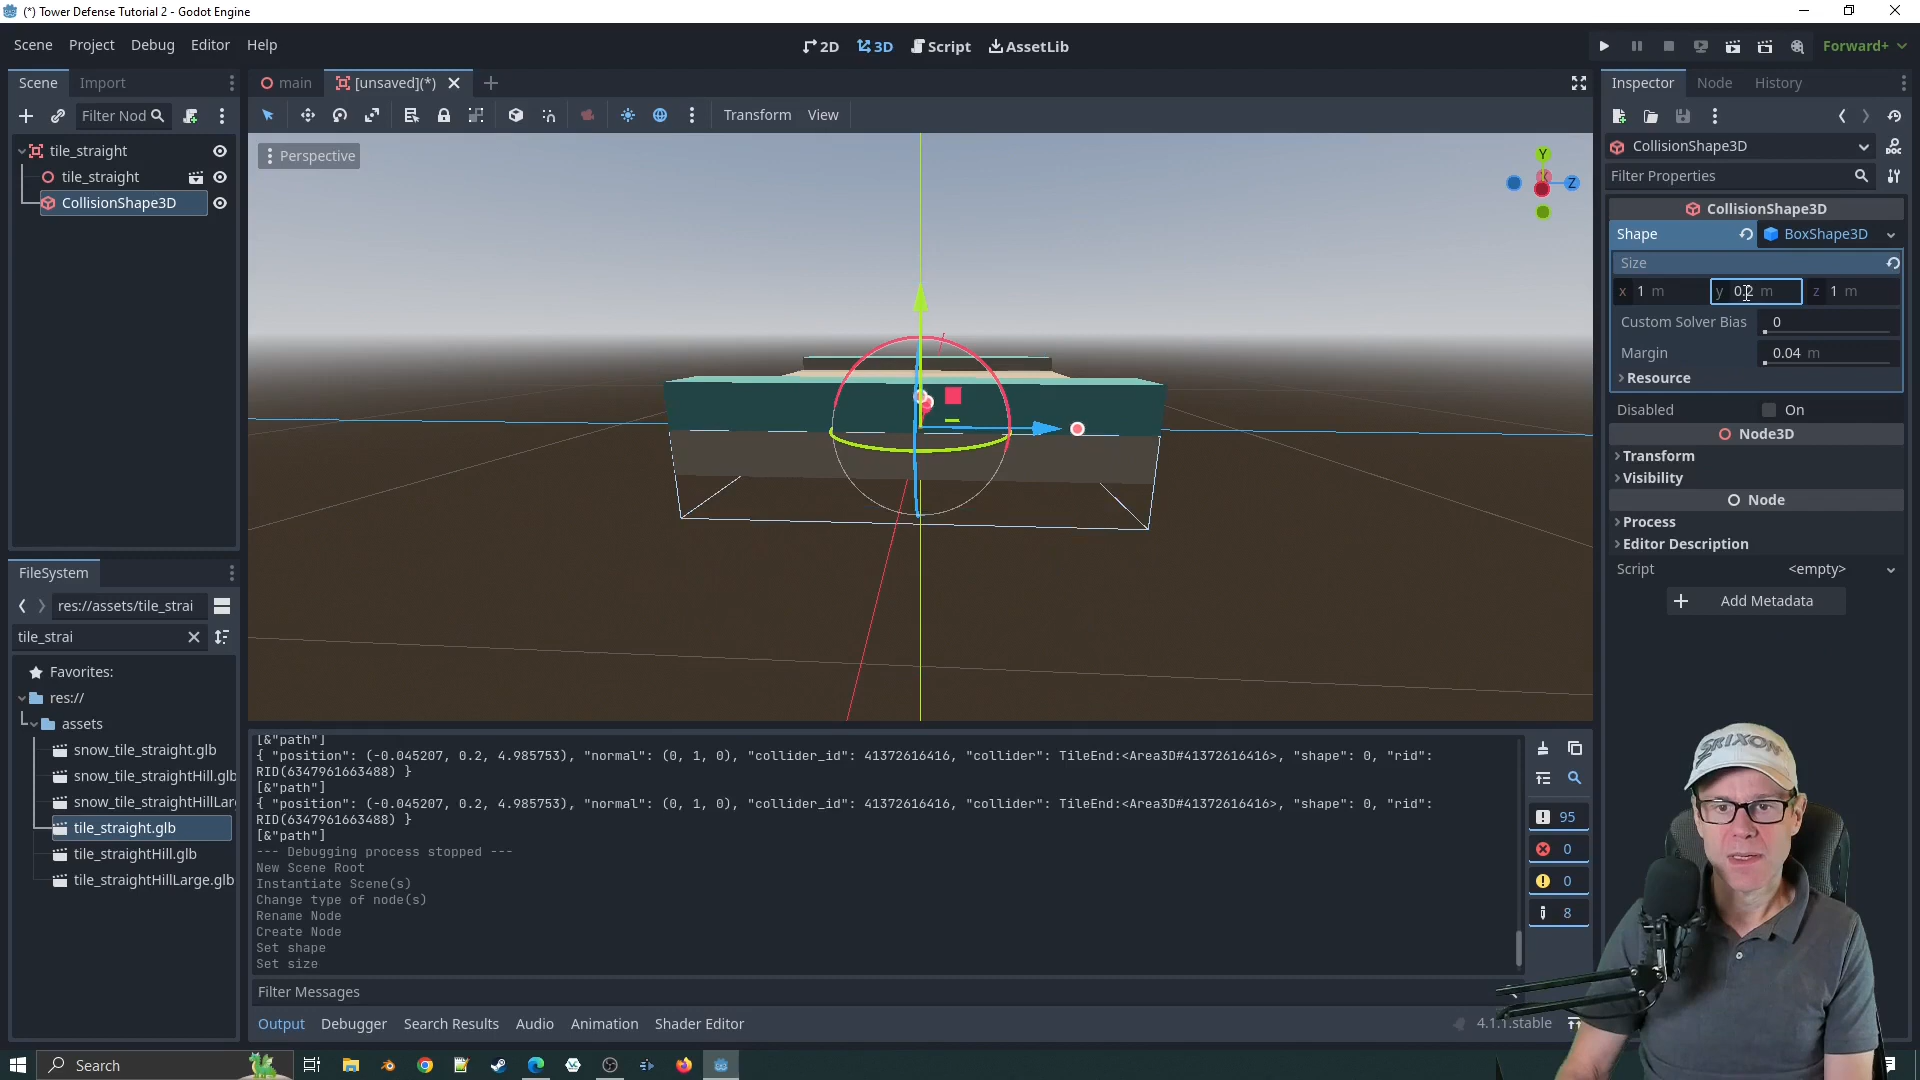 (*) Tower Defense Tutorial 2 - Godot Engine
Scene Project Debug Editor Help
2D 3D Script AssetLib
Forward+
Scene Import
main [unsaved](*)
Inspector Node History
Filter Nod
Transform View
CollisionShape3D
tile_straight
Perspective
Filter Properties
tile_straight
CollisionShape3D
Y
Z
CollisionShape3D
Shape BoxShape3D
Size
x 1 m y 0.2 m z 1 m
Custom Solver Bias 0
Margin 0.04 m
Resource
Disabled On
Node3D
Transform
Visibility
Node
Process
Editor Description
Script <empty>
Add Metadata
FileSystem
res://assets/tile_strai
tile_strai
Favorites:
res://
assets
snow_tile_straight.glb
snow_tile_straightHill.glb
snow_tile_straightHillLar
tile_straight.glb
tile_straightHill.glb
tile_straightHillLarge.glb
[&"path"]
{ "position": (-0.045207, 0.2, 4.985753), "normal": (0, 1, 0), "collider_id": 41372616416, "collider": TileEnd:<Area3D#41372616416>, "shape": 0, "rid":
RID(6347961663488) }
[&"path"]
{ "position": (-0.045207, 0.2, 4.985753), "normal": (0, 1, 0), "collider_id": 41372616416, "collider": TileEnd:<Area3D#41372616416>, "shape": 0, "rid":
RID(6347961663488) }
[&"path"]
--- Debugging process stopped ---
New Scene Root
Instantiate Scene(s)
Change type of node(s)
Rename Node
Create Node
Set shape
Set size
95
0
0
8
Filter Messages
Output Debugger Search Results Audio Animation Shader Editor
4.1.1.stable
SRIXON
Search